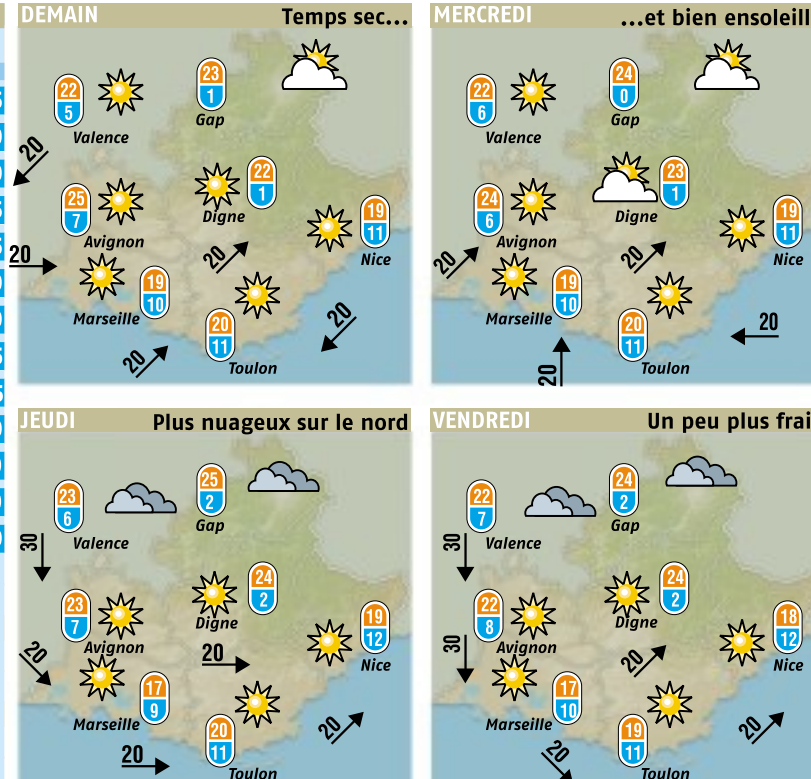 DEMAIN Temps sec...
23
1
Gap
22
5
Valence
20
22
1
Digne
25
7
Avignon
19
11
Nice
20
20
19
10
Marseille
20
11
Toulon
20
20
MERCREDI ...et bien ensoleill
24
0
Gap
22
6
Valence
23
1
Digne
24
6
Avignon
19
11
Nice
20
20
19
10
Marseille
20
11
Toulon
20
20
JEUDI Plus nuageux sur le nord
25
2
Gap
23
6
Valence
30
24
2
Digne
23
7
Avignon
19
12
Nice
20
20
17
9
Marseille
20
11
Toulon
20
20
VENDREDI Un peu plus frai
24
2
Gap
22
7
Valence
30
24
2
Digne
22
8
Avignon
18
12
Nice
30
20
17
10
Marseille
19
11
Toulon
20
20